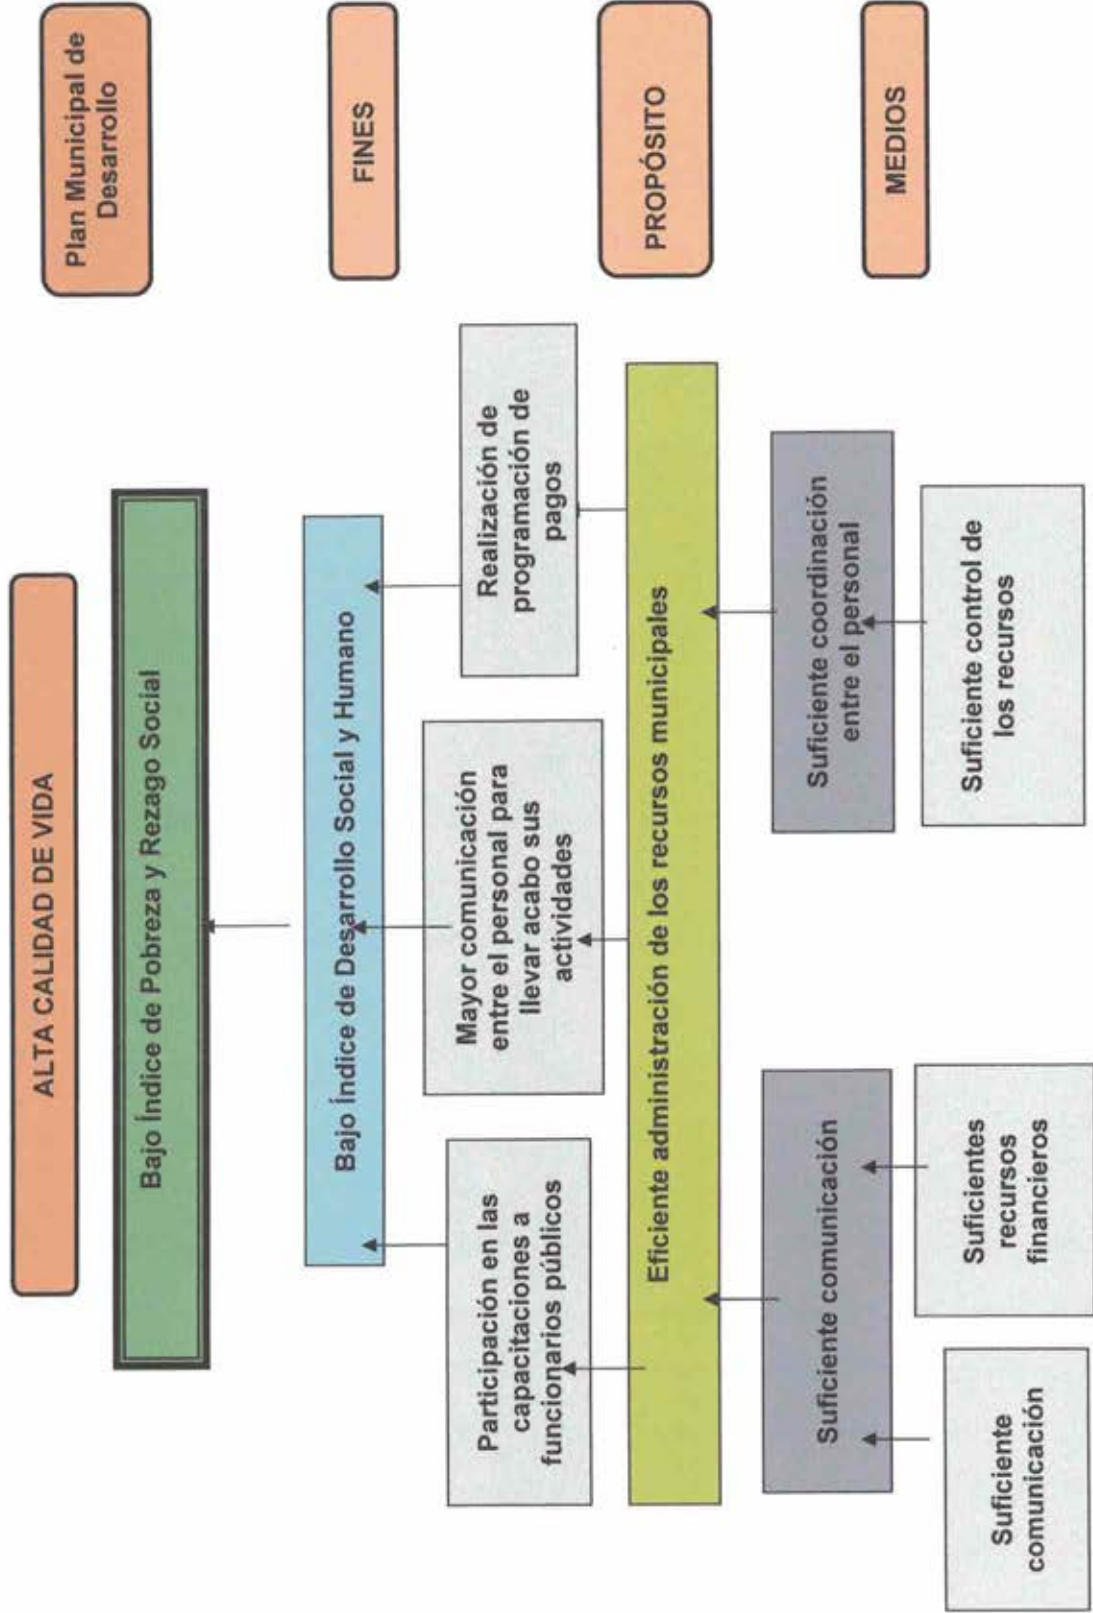 ALTA CALIDAD DE VIDA
Plan Municipal de
Desarrollo
Bajo Índice de Pobreza y Rezago Social
Bajo Índice de Desarrollo Social y Humano
FINES
Participación en las
capacitaciones a
funcionarios públicos
Mayor comunicación
entre el personal para
llevar acabo sus
actividades
Realización de
programación de
pagos
Eficiente administración de los recursos municipales
PROPÓSITO
Suficiente comunicación
Suficiente coordinación
entre el personal
MEDIOS
Suficiente
comunicación
Suficientes
recursos
financieros
Suficiente control de
los recursos